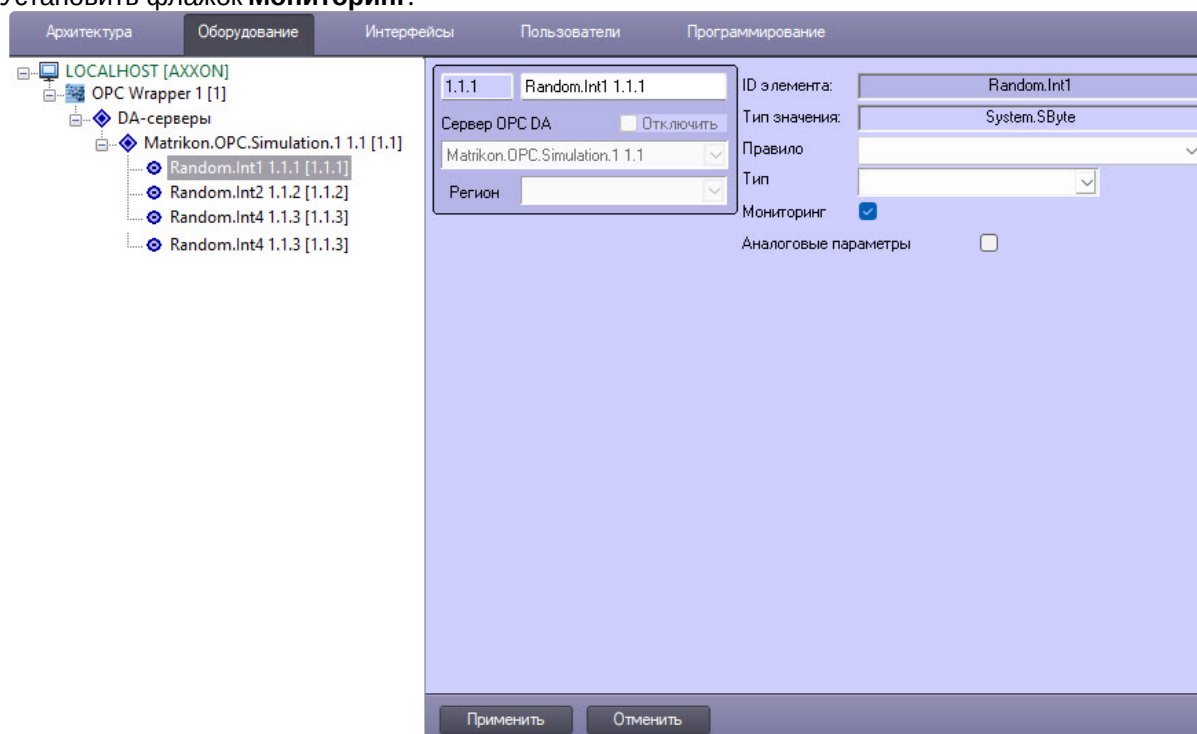 Установить флажок Мониторинг.
Архитектура Оборудование Интерфейсы Пользователи Программирование
LOCALHOST [AXXON]
OPC Wrapper 1 [1]
DA-серверы
Matrikon.OPC.Simulation.1 1.1 [1.1]
Random.Int1 1.1.1 [1.1.1]
Random.Int2 1.1.2 [1.1.2]
Random.Int4 1.1.3 [1.1.3]
Random.Int4 1.1.3 [1.1.3]
1.1.1 Random.Int1 1.1.1
Сервер OPC DA Отключить
Matrikon.OPC.Simulation.1 1.1
Регион
ID элемента: Random.Int1
Тип значения: System.SByte
Правило
Тип
Мониторинг
Аналоговые параметры
Применить Отменить